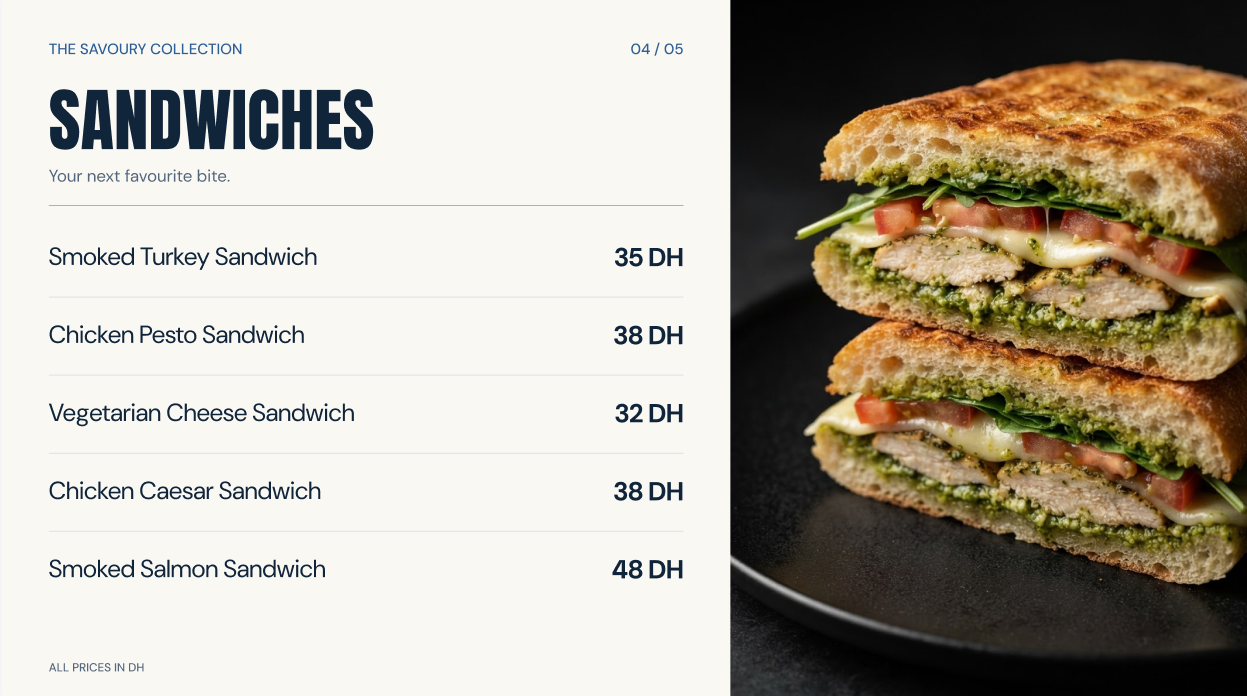 THE SAVOURY COLLECTION
04 / 05
SANDWICHES
Your next favourite bite.
Smoked Turkey Sandwich 35 DH
Chicken Pesto Sandwich 38 DH
Vegetarian Cheese Sandwich 32 DH
Chicken Caesar Sandwich 38 DH
Smoked Salmon Sandwich 48 DH
ALL PRICES IN DH